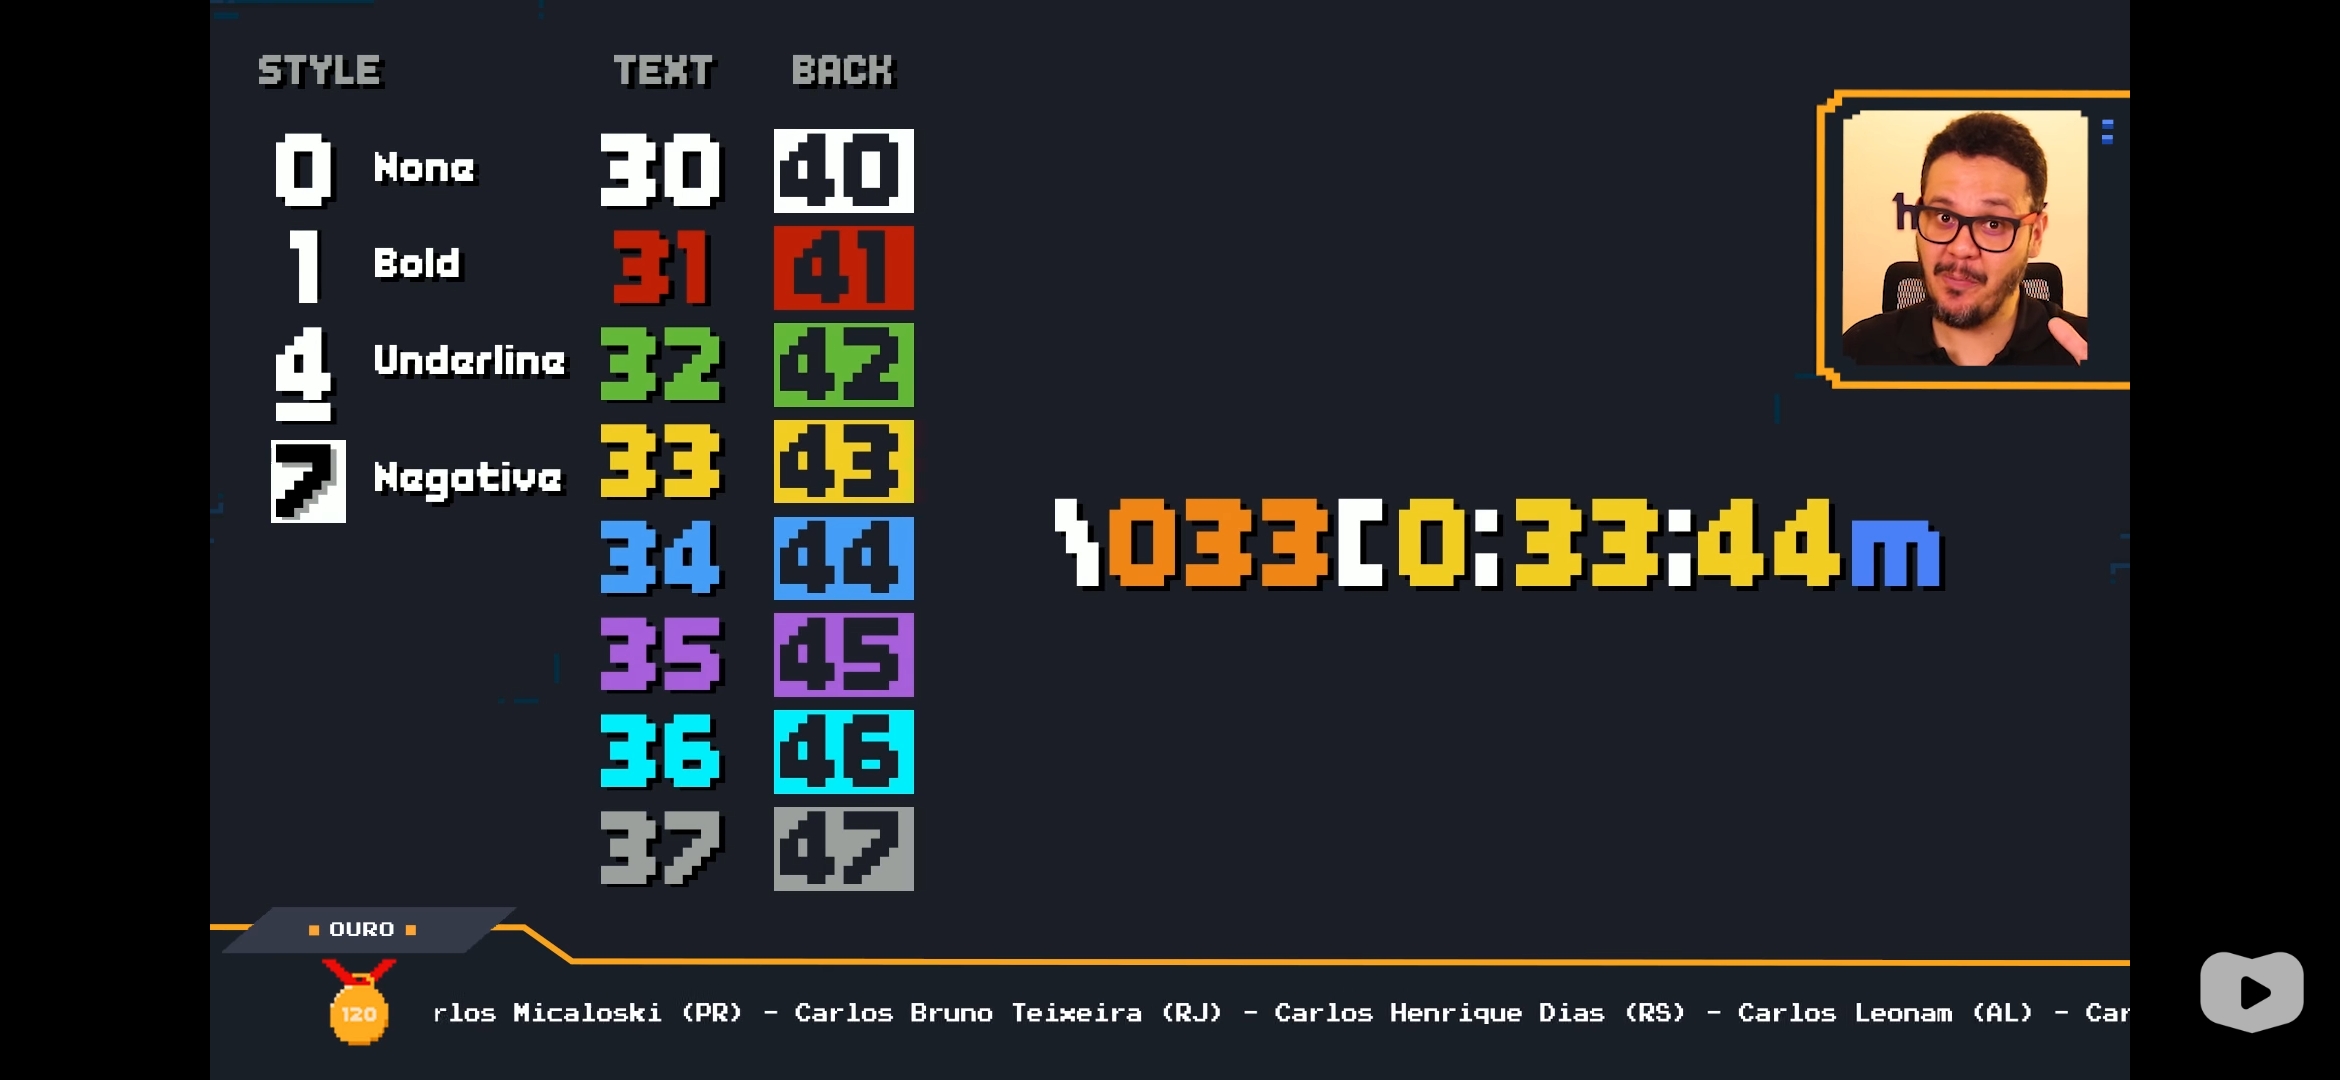 STYLE TEXT BACK
0 None 30 40
1 Bold 31 41
4 Underline 32 42
7 Negative 33 43
34 44
\033[0;33;44m
35 45
36 46
37 47
OURO
120
rlos Micaloski (PR) - Carlos Bruno Teixeira (RJ) - Carlos Henrique Dias (RS) - Carlos Leonam (AL) - Car